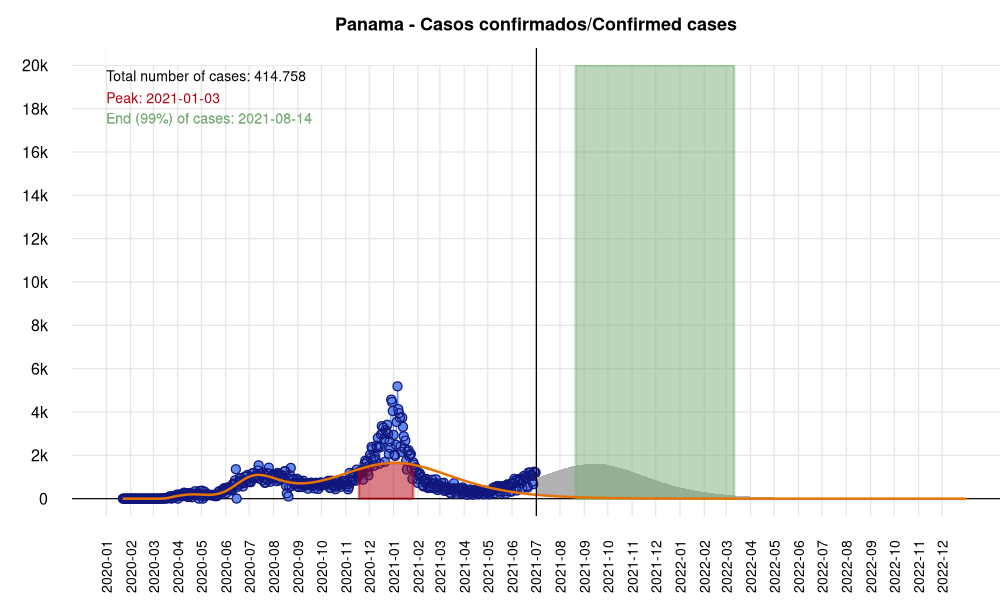 Panama - Casos confirmados/Confirmed cases
Total number of cases: 414.758
Peak: 2021-01-03
End (99%) of cases: 2021-08-14
20k
18k
16k
14k
12k
10k
8k
6k
4k
2k
0
2020-01
2020-02
2020-03
2020-04
2020-05
2020-06
2020-07
2020-08
2020-09
2020-10
2020-11
2020-12
2021-01
2021-03
2021-04
2021-05
2021-06
2021-07
2021-08
2021-09
2021-10
2021-11
2021-12
2022-01
2022-02
2022-03
2022-04
2022-05
2022-06
2022-07
2022-08
2022-09
2022-10
2022-11
2022-12